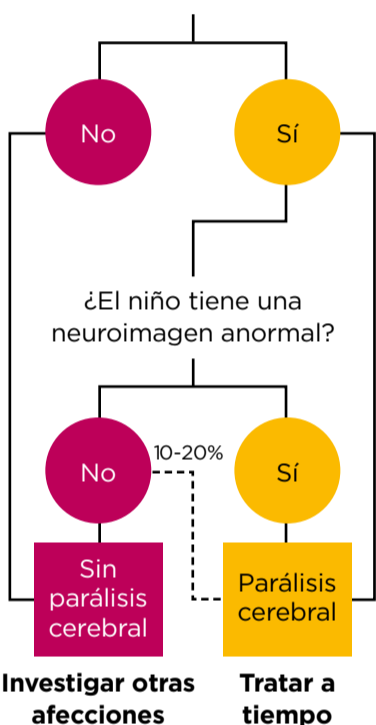 No
Sí
¿El niño tiene una
neuroimagen anormal?
No
10-20%
Sí
Sin
parálisis
cerebral
Parálisis
cerebral
Investigar otras
afecciones
Tratar a
tiempo